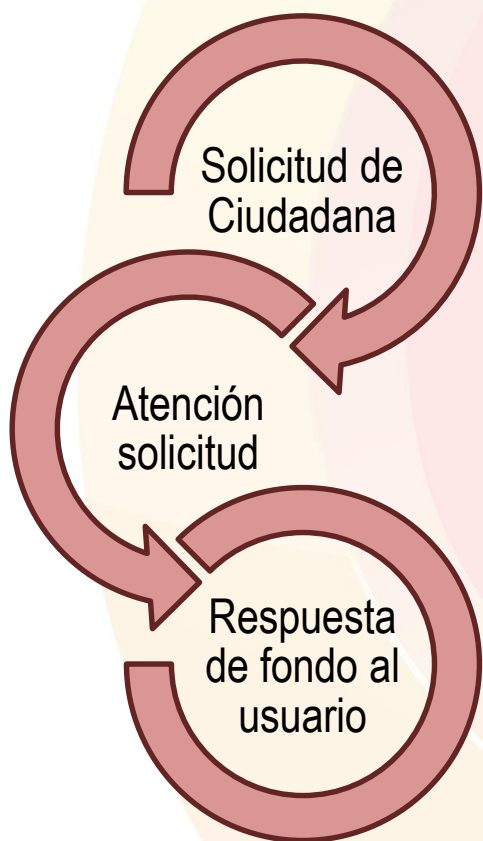 Solicitud de
Ciudadana
Atención
solicitud
Respuesta
de fondo al
usuario